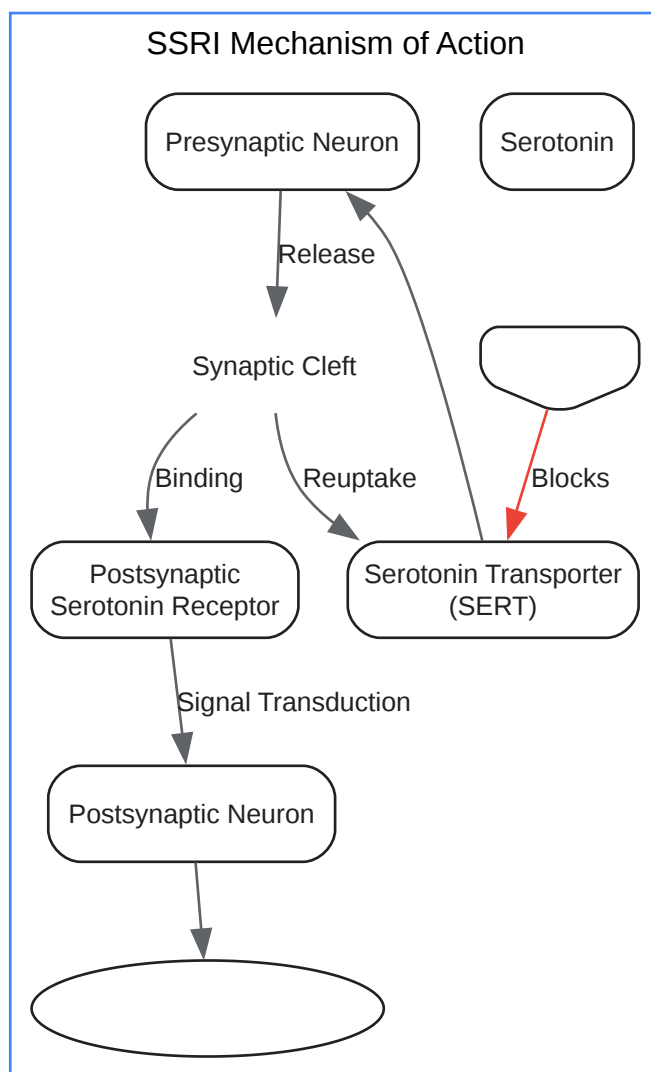 SSRI Mechanism of Action
Presynaptic Neuron
Serotonin
Release
Synaptic Cleft
Binding
Reuptake
Blocks
Postsynaptic
Serotonin Receptor
Serotonin Transporter
(SERT)
Signal Transduction
Postsynaptic Neuron